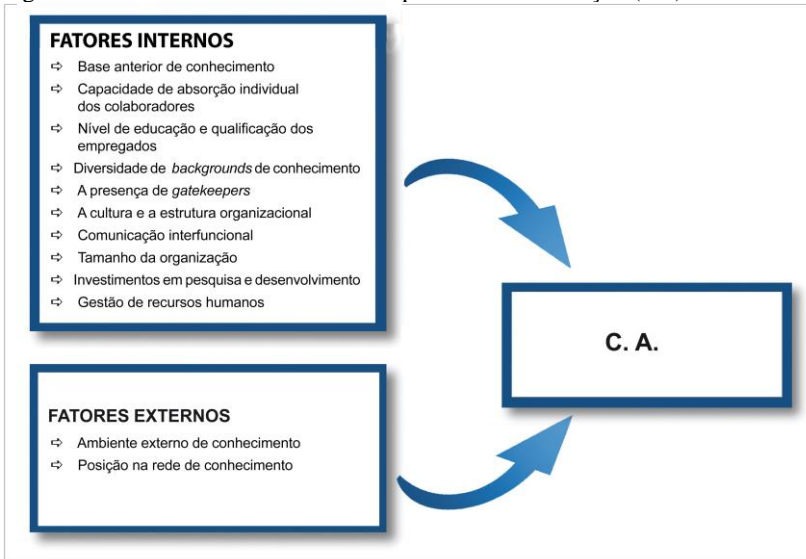 FATORES INTERNOS
⇨ Base anterior de conhecimento
⇨ Capacidade de absorção individual
dos colaboradores
⇨ Nível de educação e qualificação dos
empregados
⇨ Diversidade de backgrounds de conhecimento
⇨ A presença de gatekeepers
⇨ A cultura e a estrutura organizacional
⇨ Comunicação interfuncional
⇨ Tamanho da organização
⇨ Investimentos em pesquisa e desenvolvimento
⇨ Gestão de recursos humanos
C. A.
FATORES EXTERNOS
⇨ Ambiente externo de conhecimento
⇨ Posição na rede de conhecimento